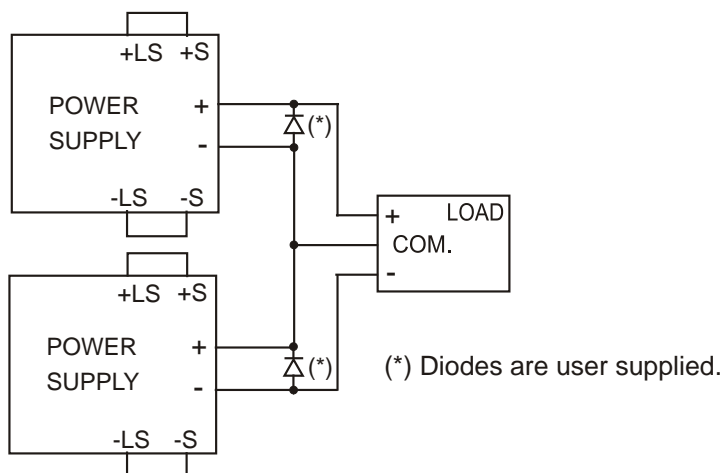 +LS +S
POWER
SUPPLY
+
-
(*)
-LS -S
+ LOAD
COM.
-
+LS +S
POWER
SUPPLY
+
-
(*)
(*) Diodes are user supplied.
-LS -S